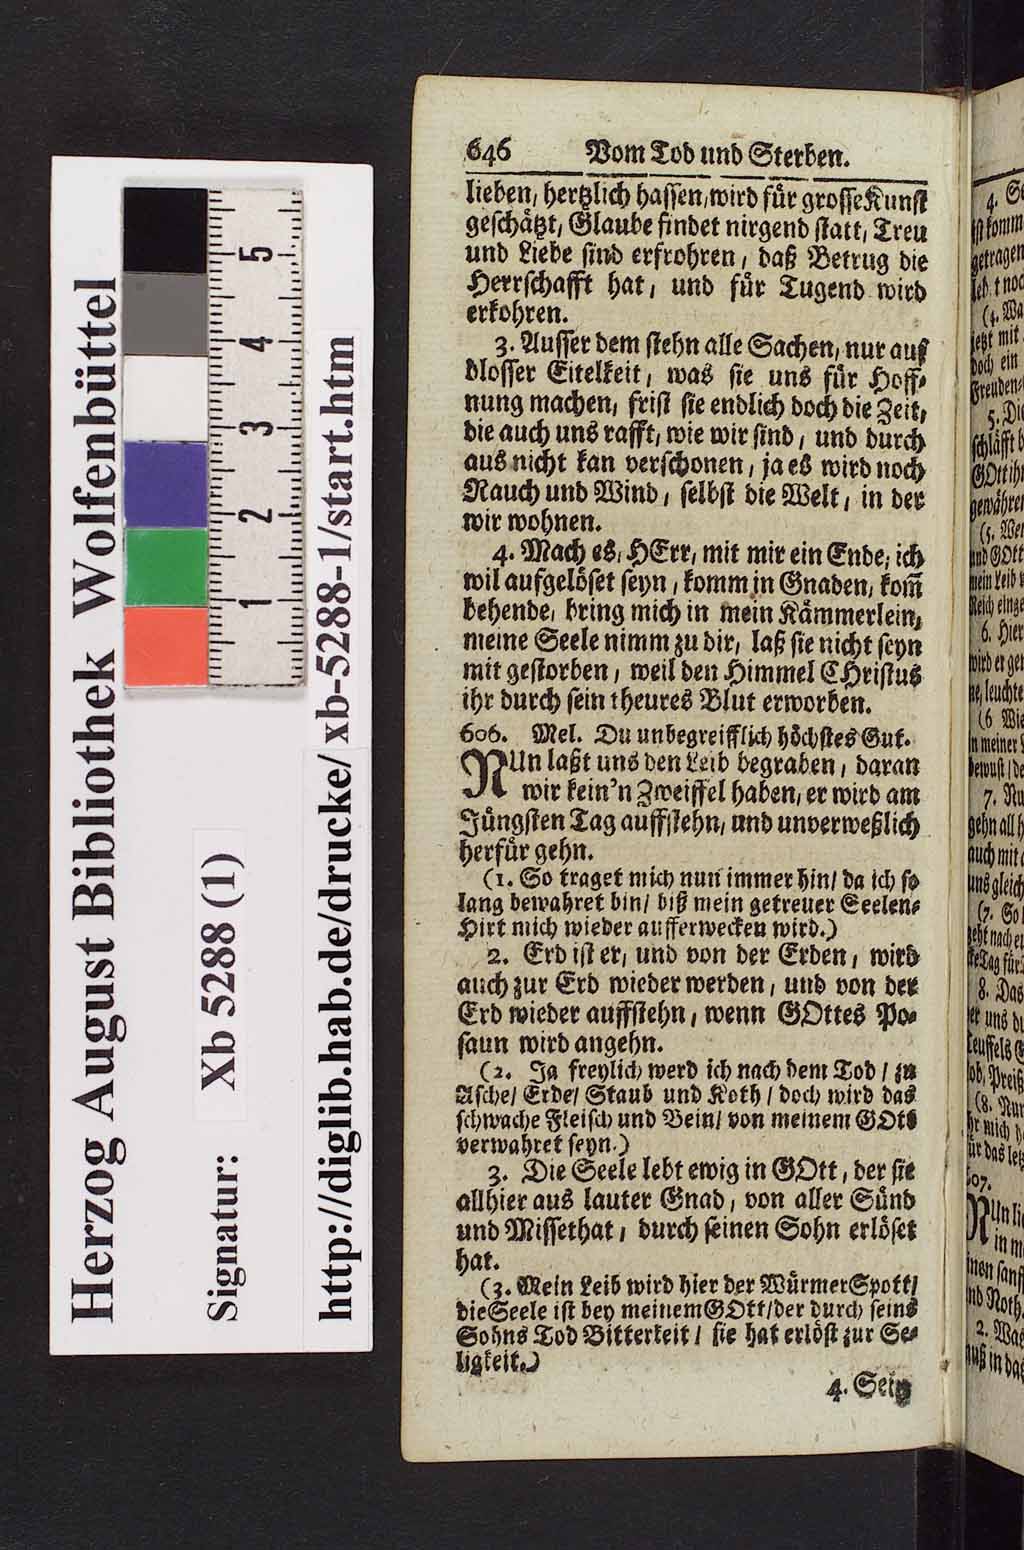 Herzog August Bibliothek Wolfenbüttel
Signatur: Xb 5288 (1)
http://diglib.hab.de/drucke/ xb-5288-1/start.htm
5
4
3
2
1
646 Vom Tod und Sterben.
lieben, hertzlich hassen, wird für grosse Kunst
geschätzt, Glaube findet nirgend statt, Treu
und Liebe sind erfrohren, daß Betrug die
Herrschafft hat, und für Tugend wird
erkohren.
3. Ausser dem stehn alle Sachen, nur auf
blosser Eitelkeit, was sie uns für Hoff-
nung machen, frist sie endlich doch die Zeit,
die auch uns rafft, wie wir sind, und durch
aus nicht kan verschonen, ja es wird noch
Rauch und Wind, selbst die Welt, in der
wir wohnen.
4. Mach es, HErr, mit mir ein Ende, ich
wil aufgelöset seyn, komm in Gnaden, kom̃
behende, bring mich in mein Kämmerlein,
meine Seele nimm zu dir, laß sie nicht seyn
mit gestorben, weil den Himmel CHristus
ihr durch sein theures Blut erworben.
606. Mel. Du unbegreifflich höchstes Gut.
NUn laßt uns den Leib begraben, daran
wir kein'n Zweiffel haben, er wird am
Jüngsten Tag auffstehn, und unverweßlich
herfür gehn.
(1. So traget mich nun immer hin/ da ich so
lang bewahret bin/ biß mein getreuer Seelen-
Hirt mich wieder aufferwecken wird.)
2. Erd ist er, und von der Erden, wird
auch zur Erd wieder werden, und von der
Erd wieder auffstehn, wenn GOttes Po-
saun wird angehn.
(2. Ja freylich werd ich nach dem Tod / zu
Asche/ Erde/ Staub und Koth / doch wird das
schwache Fleisch und Bein/ von meinem GOtt
verwahret seyn.)
3. Die Seele lebt ewig in GOtt, der sie
allhier aus lauter Gnad, von aller Sünd
und Missethat, durch seinen Sohn erlöset
hat.
(3. Mein Leib wird hier der Würmer Spott/
die Seele ist bey meinem GOtt/ der durch seins
Sohns Tod Bitterkeit / sie hat erlöst zur Se-
ligkeit.)
4. Sein